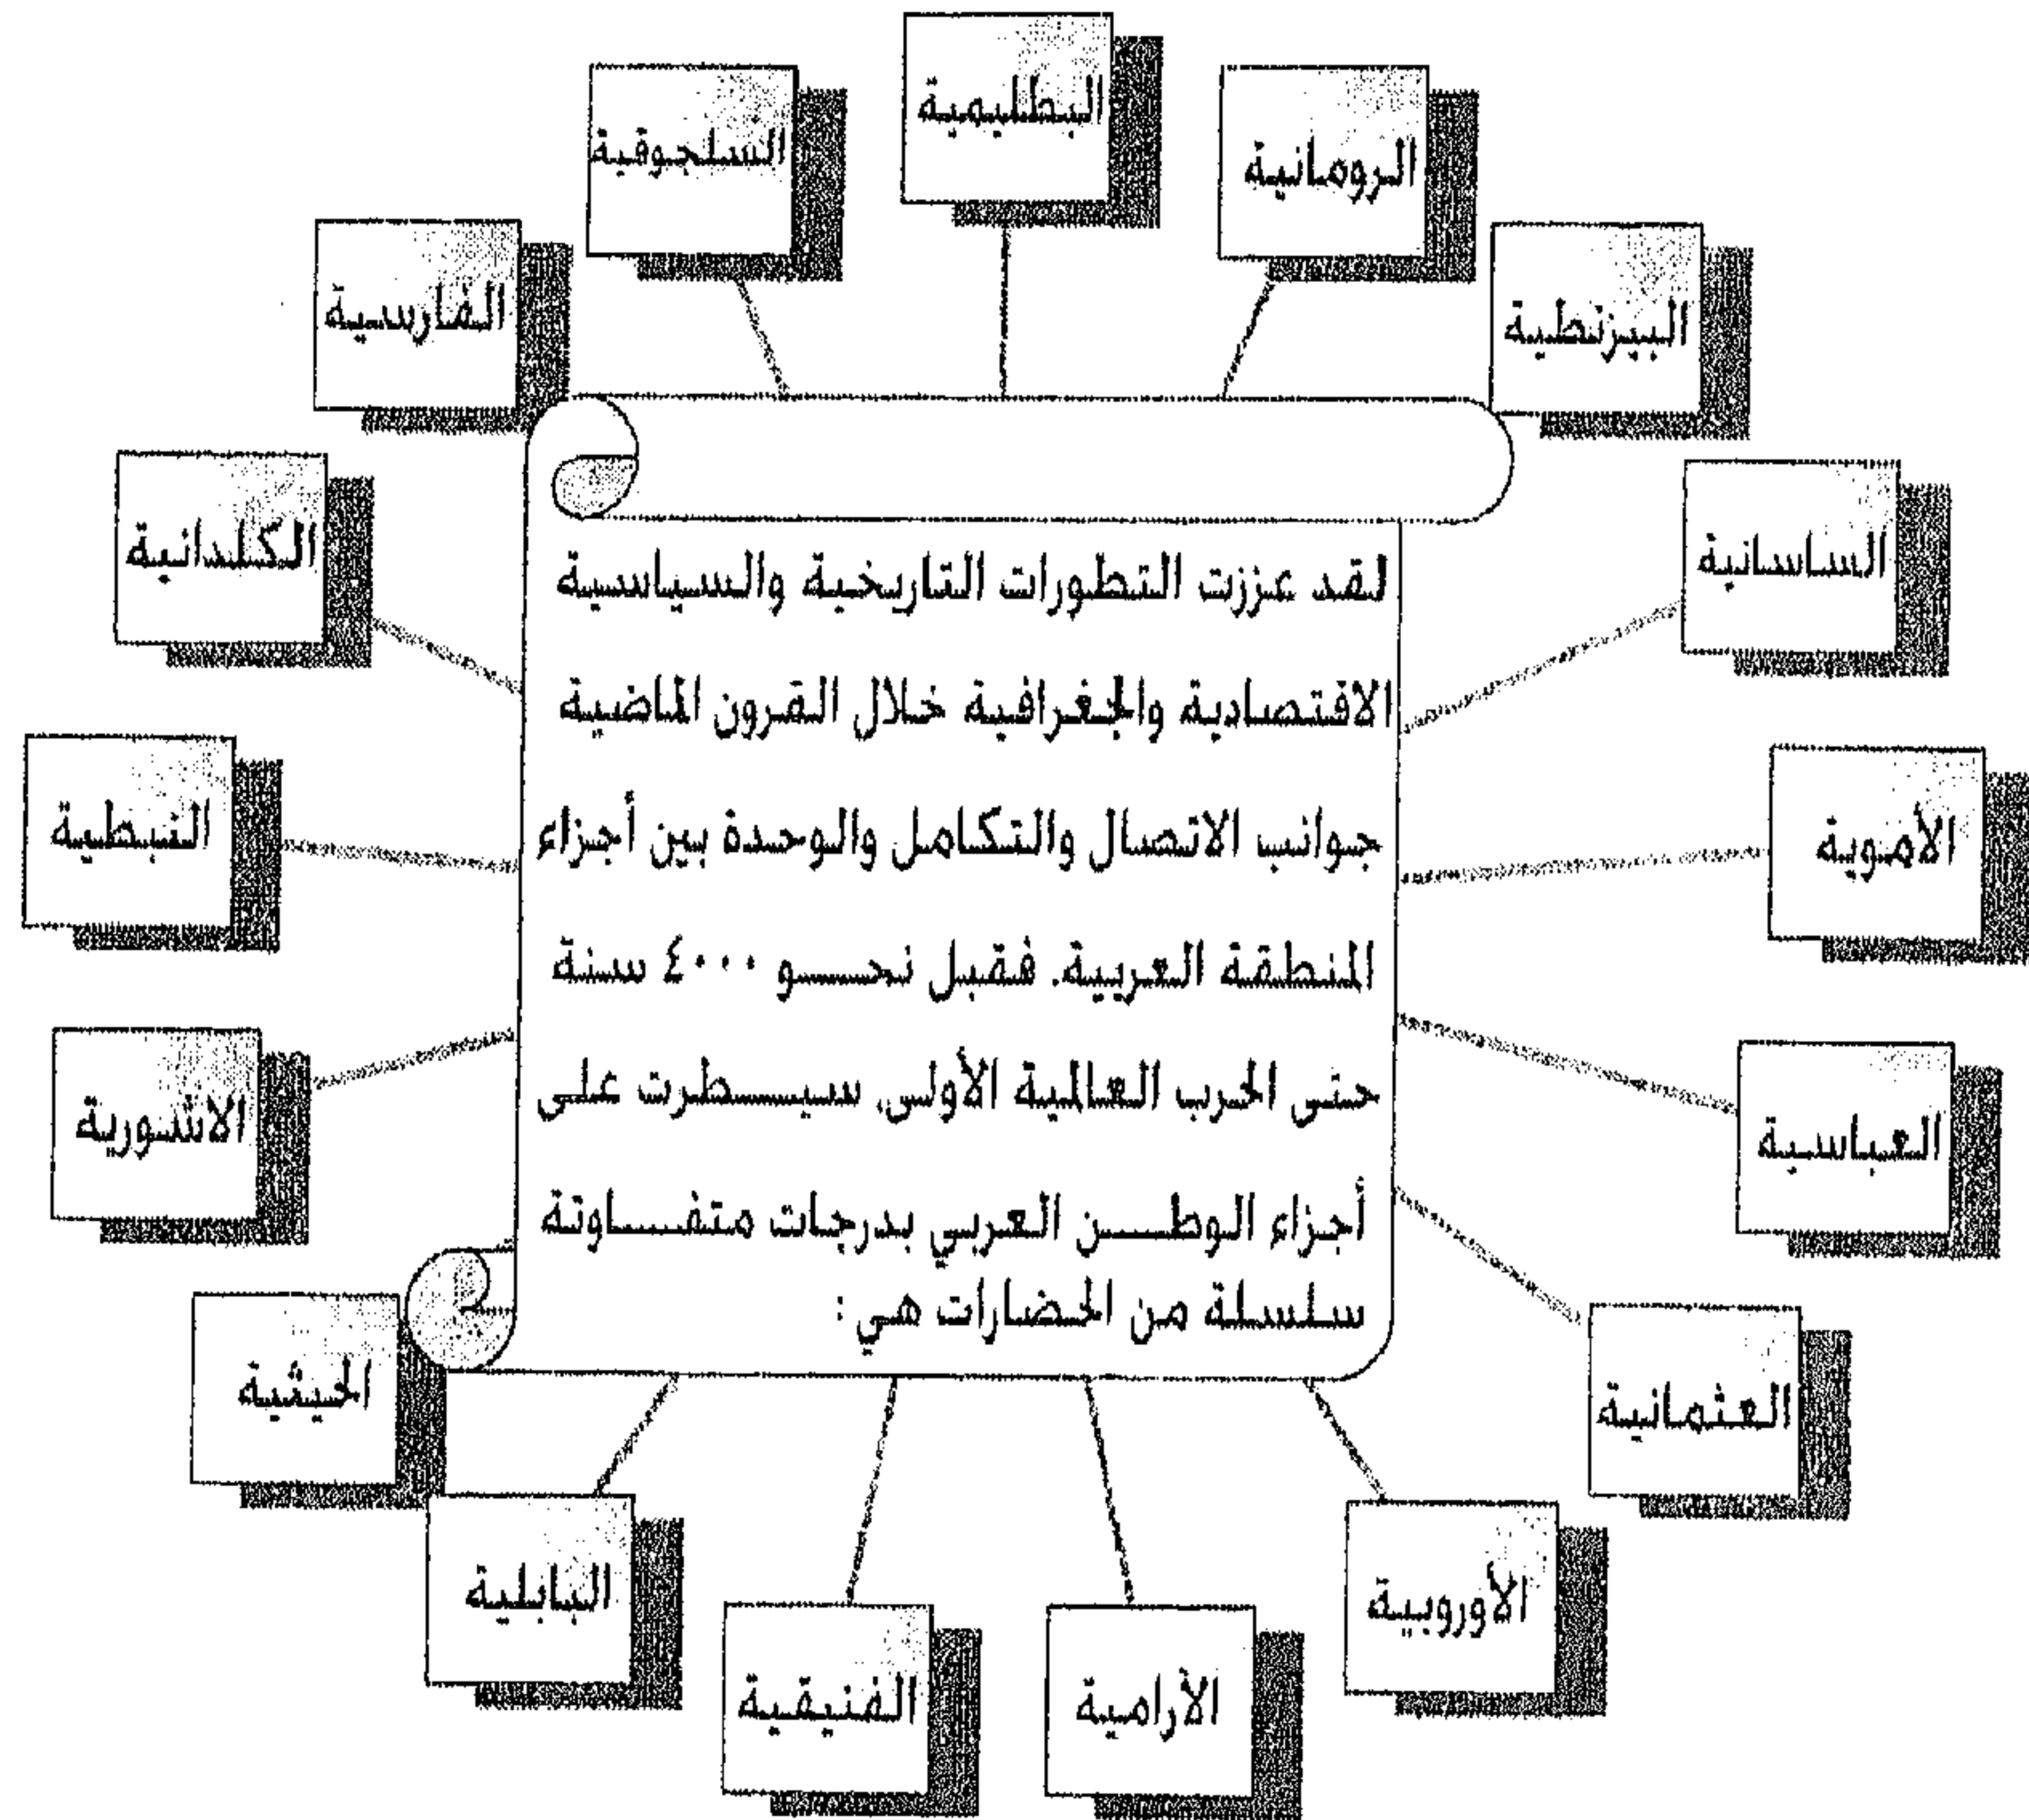 البطليمية
السلجوقية
الرومانية
الفارسية
البيزنطية
الكلدانية
الساسانية
النبطية
الأموية
الاشورية
العباسية
الحيثية
العثمانية
البابلية
الأوروبية
الفنيقية
الأرامية
لقد عززت التطورات التاريخية والسياسية
الاقتصادية والجغرافية خلال القرون الماضية
جوانب الاتصال والتكامل والوحدة بين أجزاء
المنطقة العربية. فقبل نحو ٤٠٠٠ سنة
حتى الحرب العالمية الأولى، سيطرت على
أجزاء الوطن العربي بدرجات متفاوتة
سلسلة من الحضارات هي :